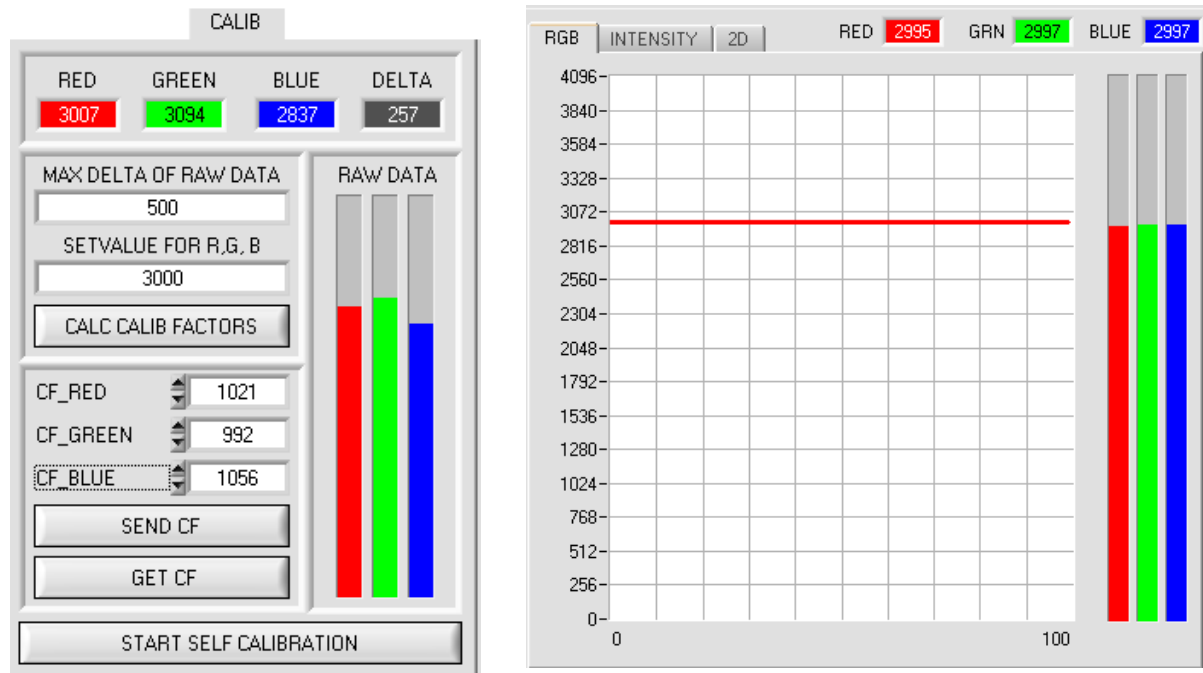 CALIB
RED GREEN BLUE DELTA
3007 3094 2837 257
MAX DELTA OF RAW DATA
500
SETVALUE FOR R,G, B
3000
CALC CALIB FACTORS
RAW DATA
CF_RED 1021
CF_GREEN 992
CF_BLUE 1056
SEND CF
GET CF
START SELF CALIBRATION
RGB INTENSITY 2D RED 2995 GRN 2997 BLUE 2997
4096-
3840-
3584-
3328-
3072-
2816-
2560-
2304-
2048-
1792-
1536-
1280-
1024-
768-
512-
256-
0-
0 100